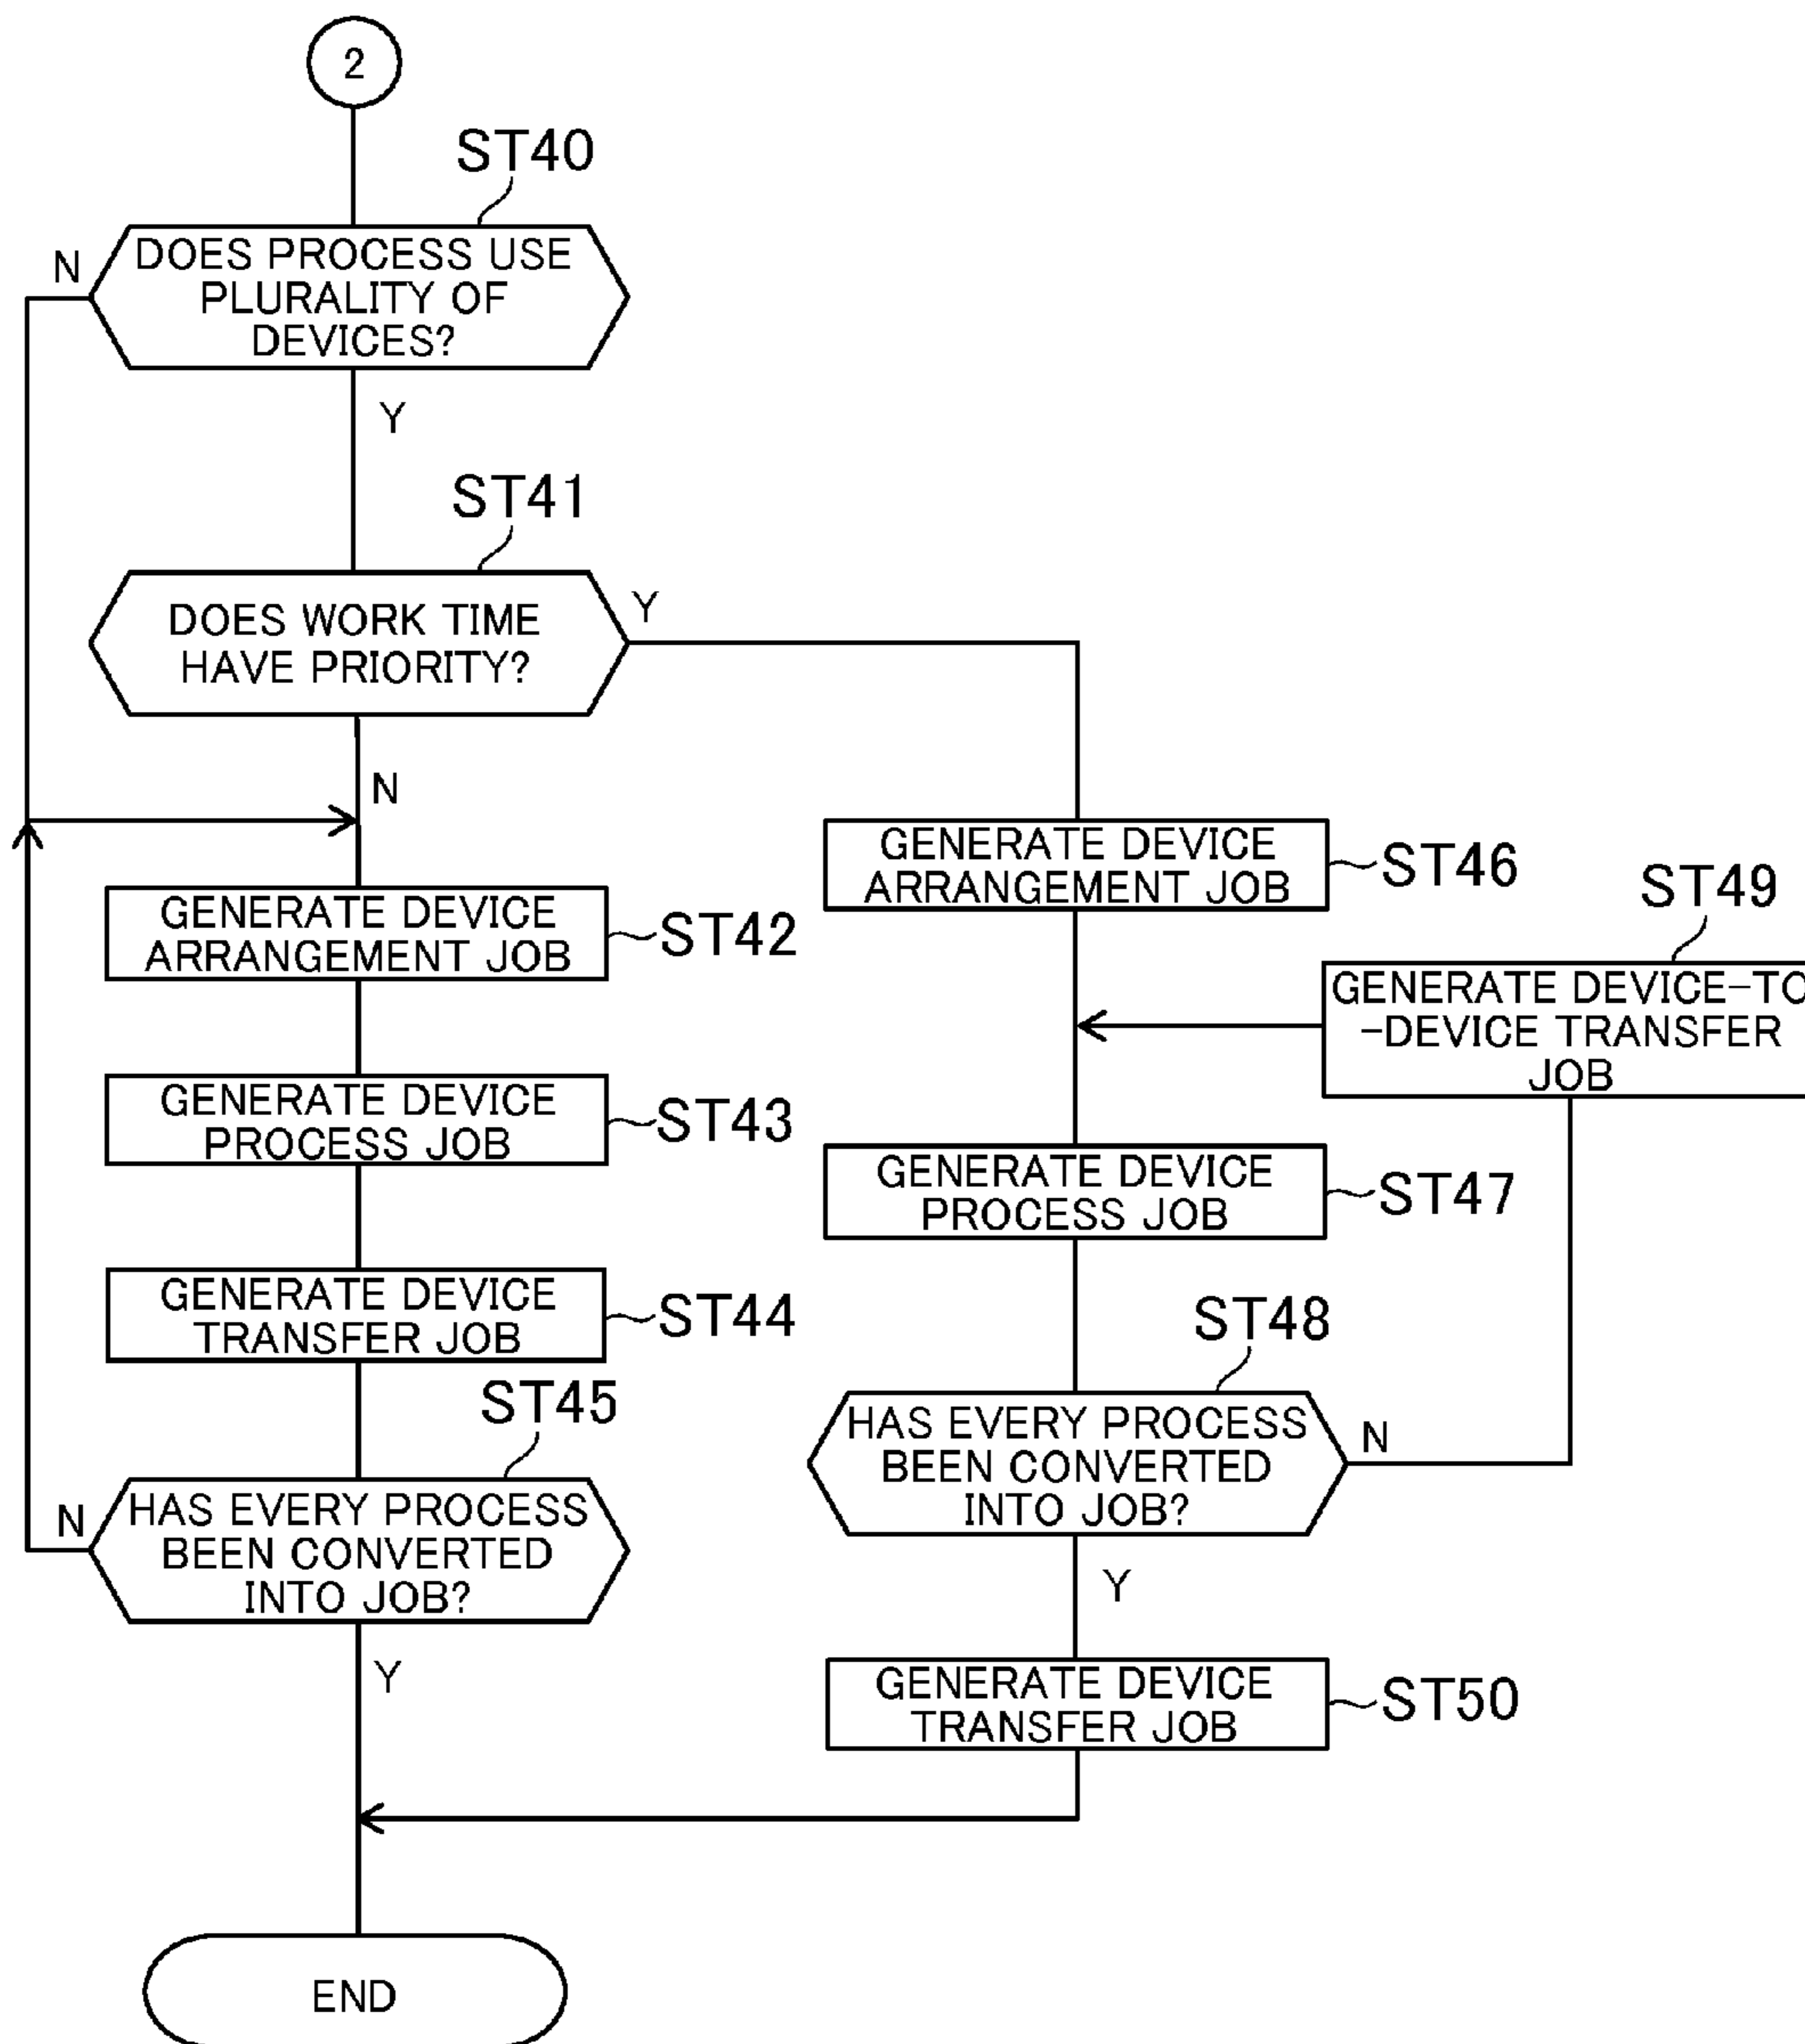 2
ST40
DOES PROCESS USE
PLURALITY OF
DEVICES?
N
Y
ST41
DOES WORK TIME
HAVE PRIORITY?
Y
N
GENERATE DEVICE
ARRANGEMENT JOB
ST42
GENERATE DEVICE
PROCESS JOB
ST43
GENERATE DEVICE
TRANSFER JOB
ST44
ST45
HAS EVERY PROCESS
BEEN CONVERTED
INTO JOB?
N
Y
GENERATE DEVICE
ARRANGEMENT JOB
ST46
ST49
GENERATE DEVICE-TO
-DEVICE TRANSFER
JOB
GENERATE DEVICE
PROCESS JOB
ST47
ST48
HAS EVERY PROCESS
BEEN CONVERTED
INTO JOB?
N
Y
GENERATE DEVICE
TRANSFER JOB
ST50
END